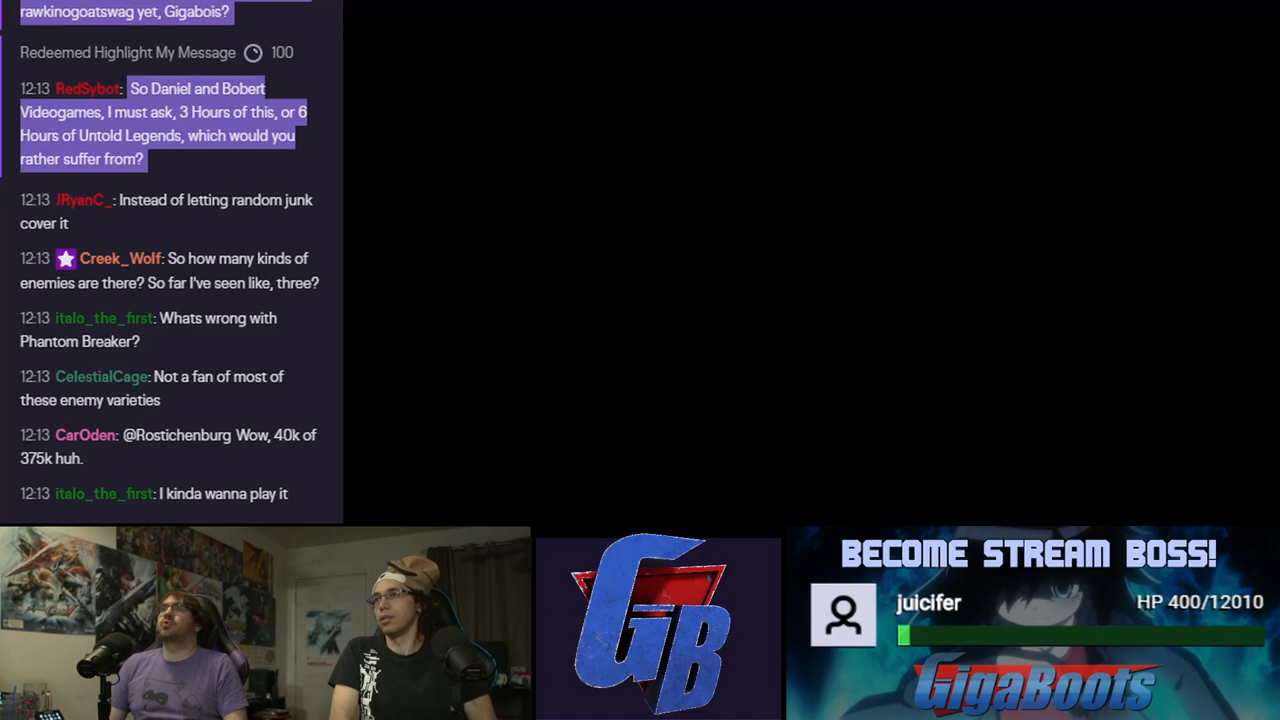 rawkinogoatswag yet, Gigabois?
Redeemed Highlight My Message 100
12:13 RedSybot: So Daniel and Bobert
Videogames, I must ask, 3 Hours of this, or 6
Hours of Untold Legends, which would you
rather suffer from?
12:13 JRyanC_: Instead of letting random junk
cover it
12:13 Creek_Wolf: So how many kinds of
enemies are there? So far I've seen like, three?
12:13 italo_the_first: Whats wrong with
Phantom Breaker?
12:13 CelestialCage: Not a fan of most of
these enemy varieties
12:13 CarOden: @Rostichenburg Wow, 40k of
375k huh.
12:13 italo_the_first: I kinda wanna play it
GB
BECOME STREAM BOSS!
juicifer HP 400/12010
GIGABOOTS